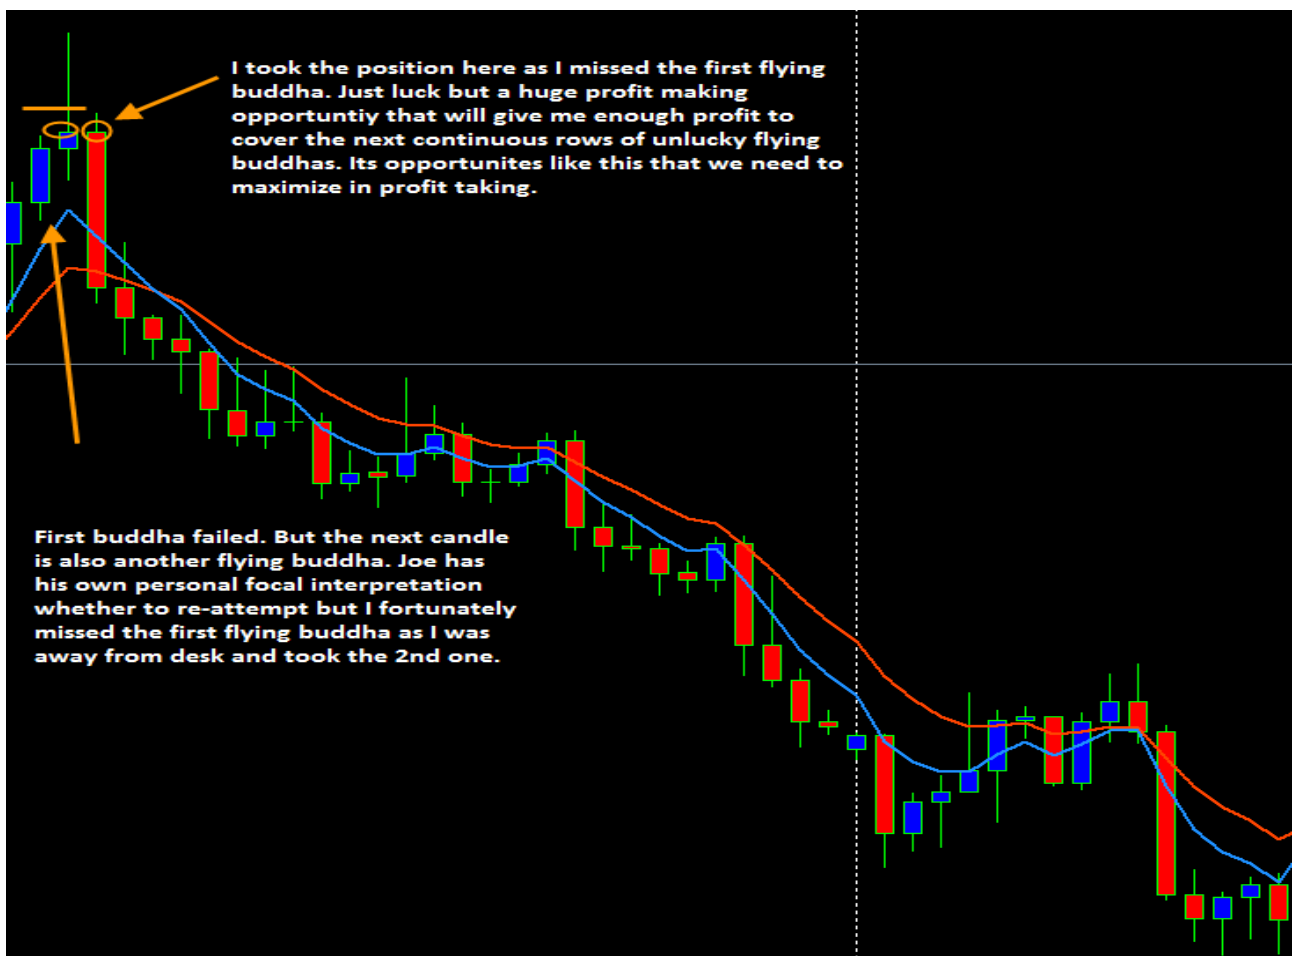 I took the position here as I missed the first flying
buddha. Just luck but a huge profit making
opportuntiy that will give me enough profit to
cover the next continuous rows of unlucky flying
buddhas. Its opportunites like this that we need to
maximize in profit taking.
First buddha failed. But the next candle
is also another flying buddha. Joe has
his own personal focal interpretation
whether to re-attempt but I fortunately
missed the first flying buddha as I was
away from desk and took the 2nd one.